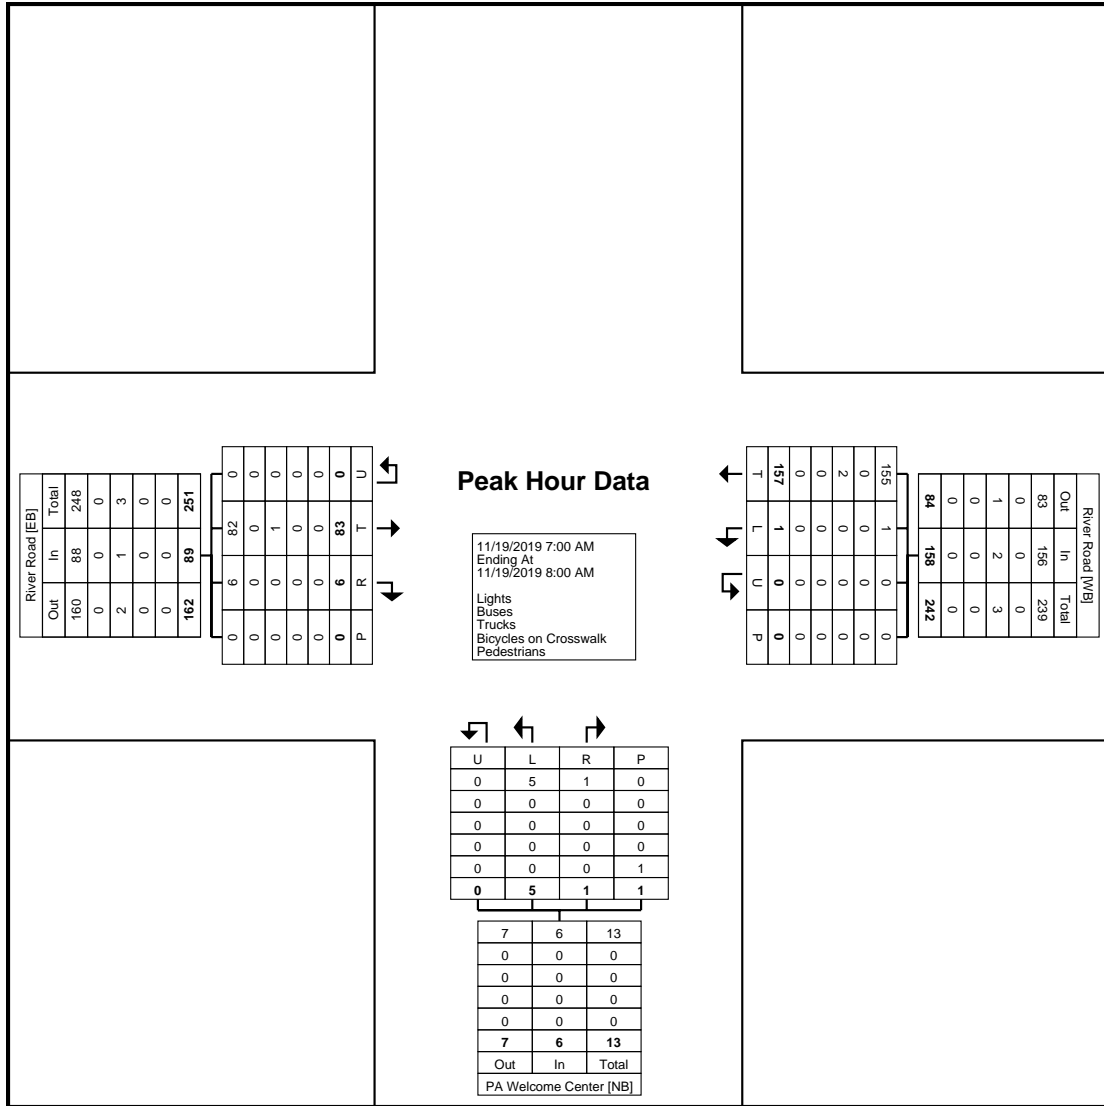 Peak Hour Data
11/19/2019 7:00 AM
Ending At
11/19/2019 8:00 AM
Lights
Buses
Trucks
Bicycles on Crosswalk
Pedestrians
U T R P
0 83 6 0
0 0 0 0
0 0 0 0
0 1 0 0
0 0 0 0
0 82 6 0
251 89 162
0 0 0
0 0 0
3 1 2
0 0 0
248 88 160
Total In Out
River Road [EB]
River Road [WB]
Out In Total
83 156 239
0 0 0
1 2 3
0 0 0
0 0 0
84 158 242
155 1 0 0
0 0 0 0
2 0 0 0
0 0 0 0
0 0 0 0
157 1 0 0
T L U P
U L R P
0 5 1 0
0 0 0 0
0 0 0 0
0 0 0 0
0 0 0 1
0 5 1 1
7 6 13
0 0 0
0 0 0
0 0 0
0 0 0
7 6 13
Out In Total
PA Welcome Center [NB]